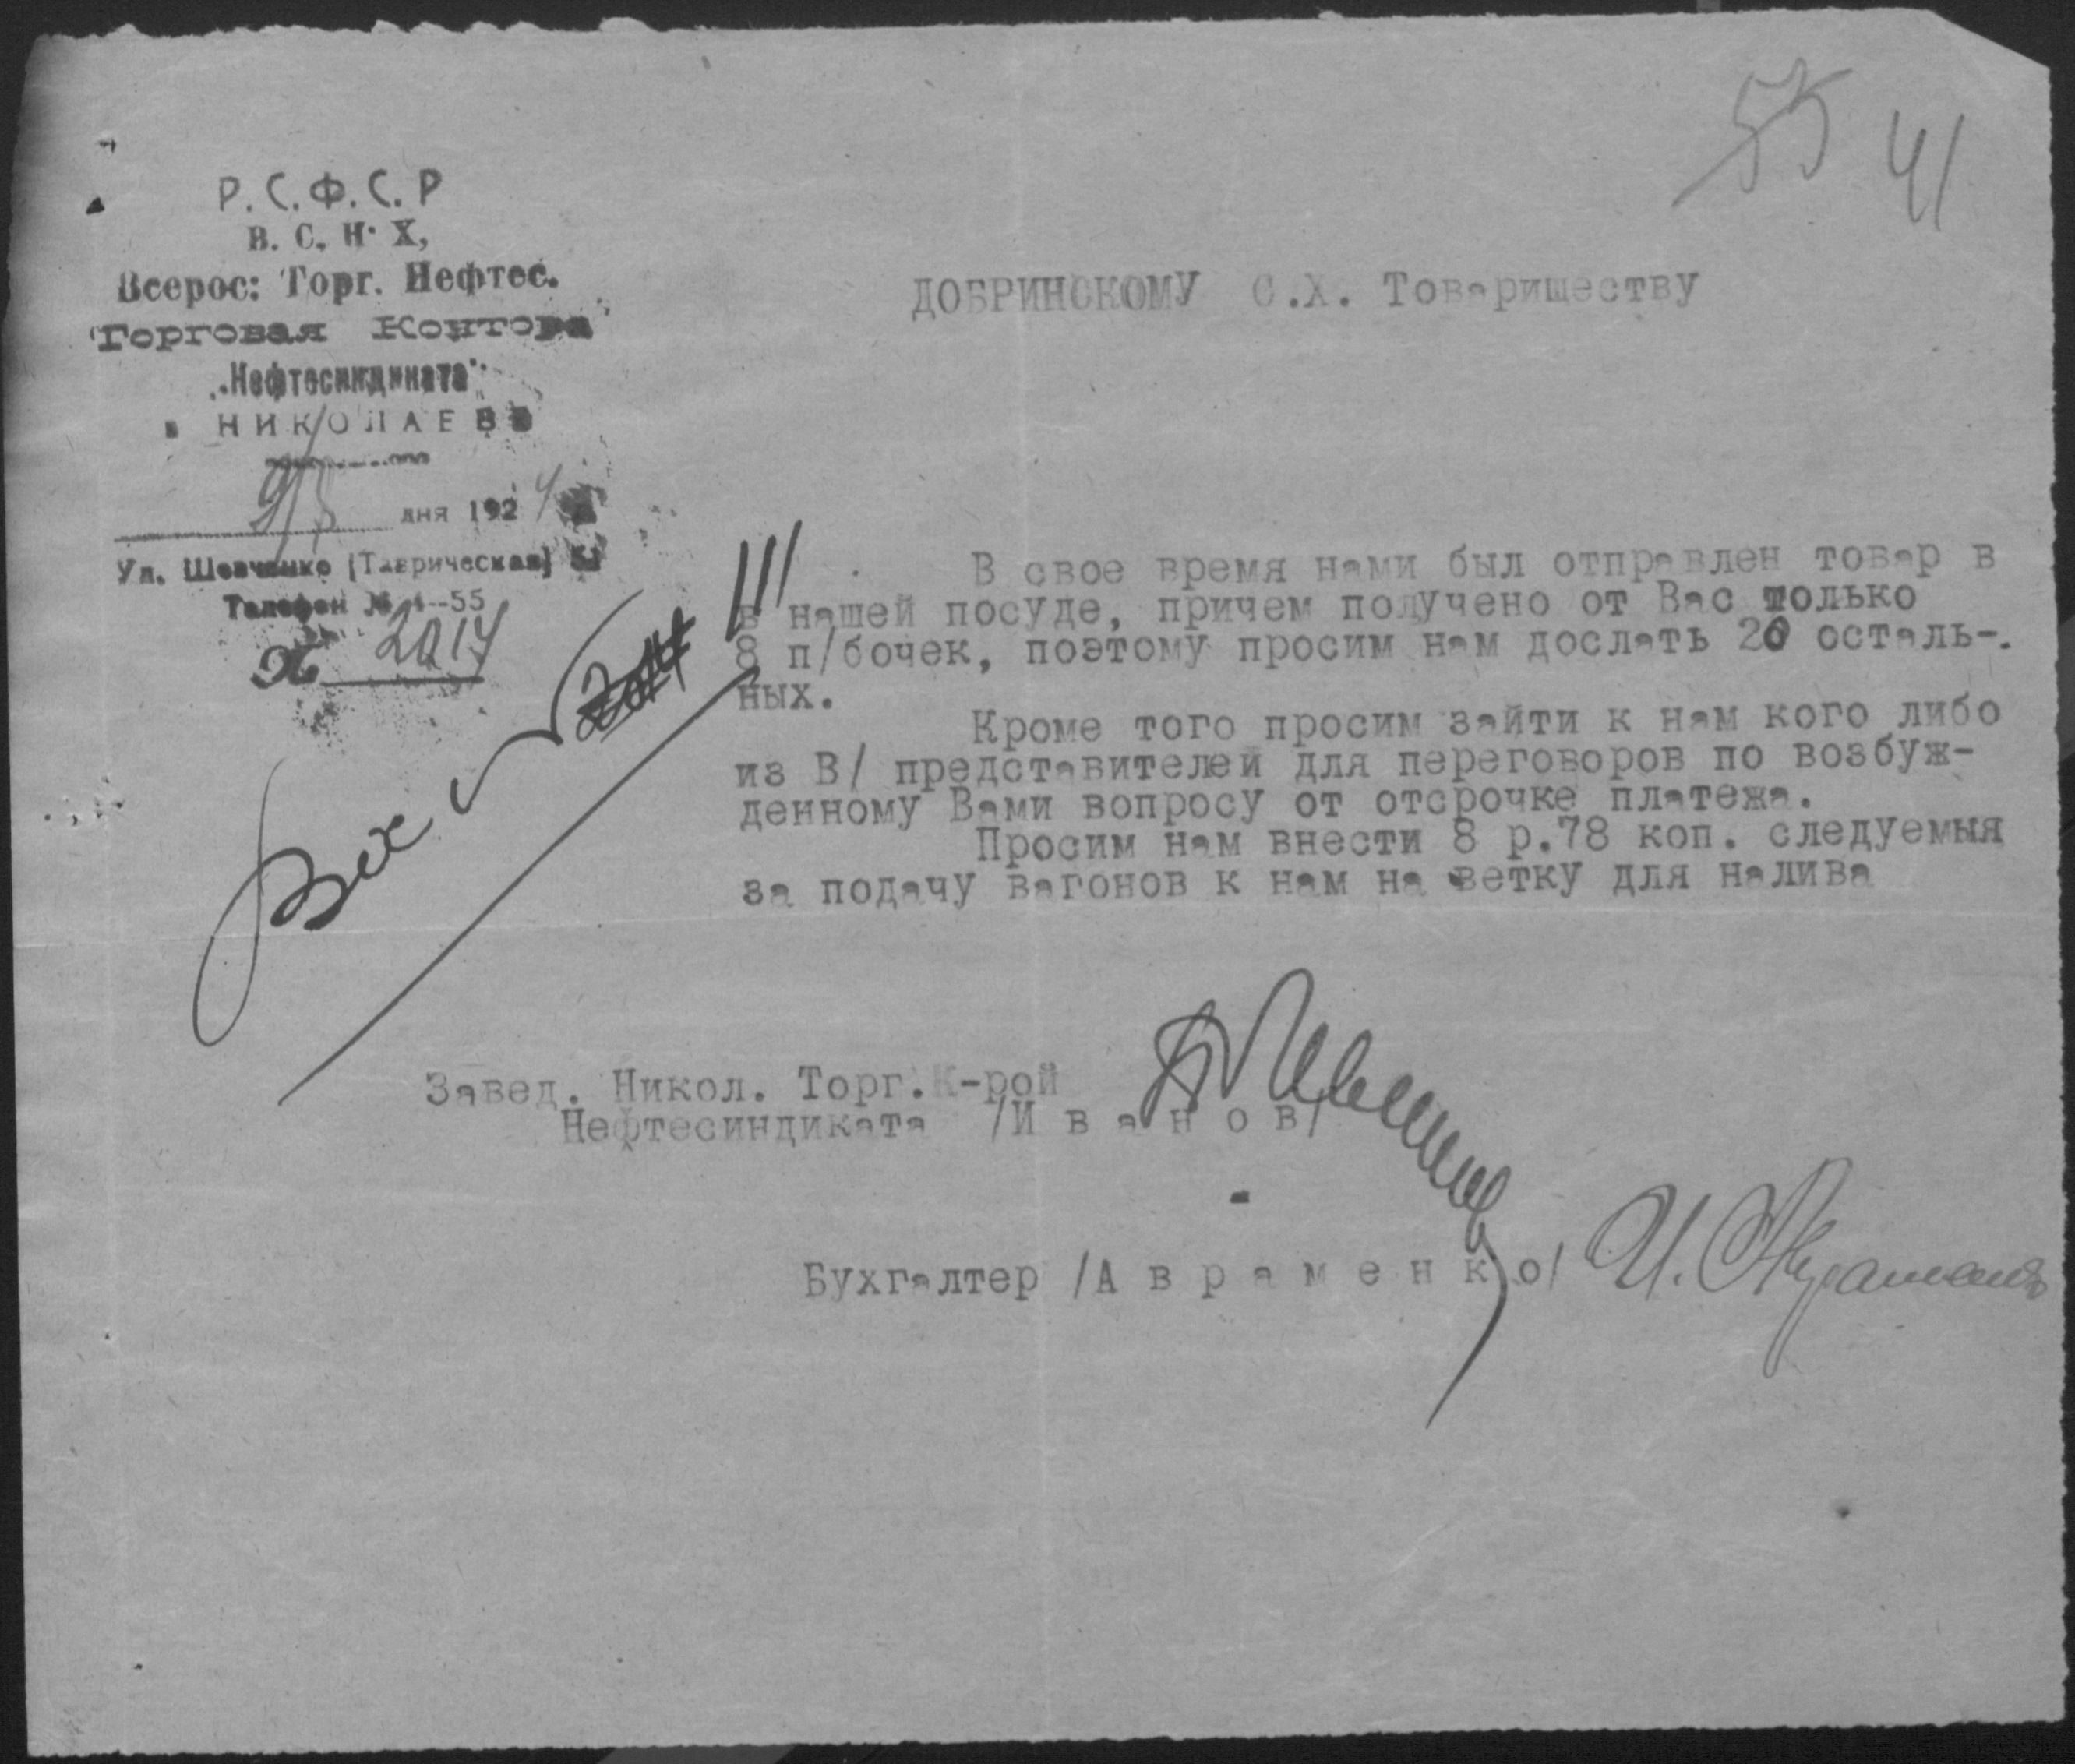 55 41
Р.С.Ф.С.Р
В. С. Н. Х,
Всерос: Торг. Нефтес.
Торговая Контора
„Нефтесиндиката"
в НИКОЛАЕВЕ
дня 1924
Ул. Шевченко (Таврическая)
Телефон № 1--55
№ 2014
ДОБРИНСКОМУ С.Х. Товариществу
В свое время нами был отправлен товар в
в нашей посуде, причем получено от Вас только
8 п/бочек, поэтому просим нам дослать 20 осталь-.
ных.
Кроме того просим зайти к нам кого либо
из В/ представителей для переговоров по возбуж-
денному Вами вопросу от отсрочке платежа.
Просим нам внести 8 р.78 коп. следуемыя
за подачу вагонов к нам на ветку для налива
Завед. Никол. Торг.К-рой
Нефтесиндиката /И в а н о в/
Бухгалтер /А в р а м е н к о/ И. Авраменко